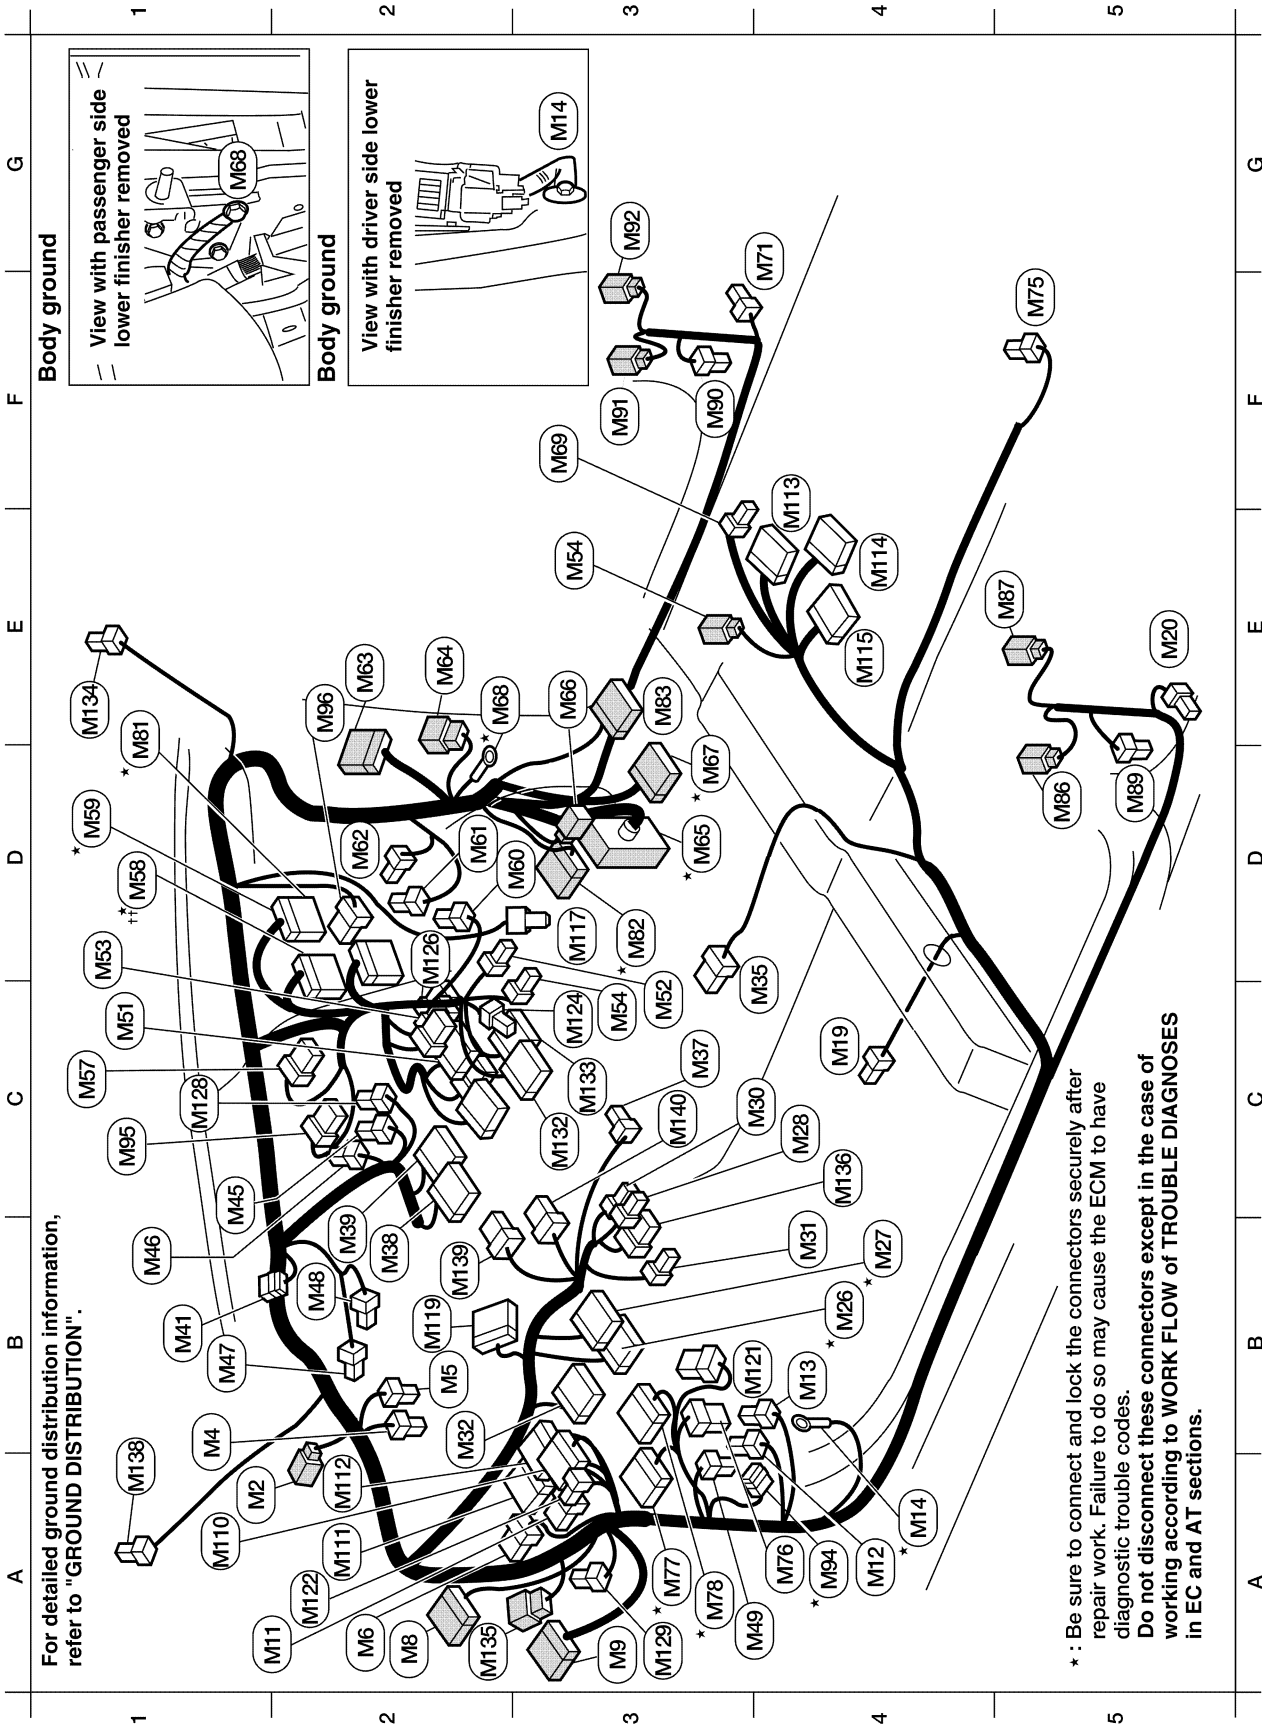 1
2
3
4
5
G
F
E
D
C
B
A
G
F
E
D
C
B
A
1
2
3
4
5
For detailed ground distribution information,
refer to "GROUND DISTRIBUTION".
Body ground
View with passenger side
lower finisher removed
M68
Body ground
View with driver side lower
finisher removed
M14
M138
M4
M2
M112
M110
M111
M122
M11
M6
M8
M135
M9
M129
★ M77
★ M78
M49
★ M94
M76
M12
★ M14
M13
M121
M32
M5
M47
M41
M48
M46
M45
M39
M38
M119
M139
★ M26
★ M27
M31
M136
M28
M30
M140
M37
M95
M128
M57
M51
M53
††★ M58
★ M59
★ M81
M134
M96
M63
M64
★ M68
M66
M83
★ M67
★ M65
★ M82
M62
M61
M60
M117
M126
M52
M54
M124
M133
M132
M35
M19
M54
M69
M113
M114
M115
M91
M92
M90
M71
M75
M87
M20
M86
M89
★ : Be sure to connect and lock the connectors securely after
repair work. Failure to do so may cause the ECM to have
diagnostic trouble codes.
Do not disconnect these connectors except in the case of
working according to WORK FLOW of TROUBLE DIAGNOSES
in EC and AT sections.